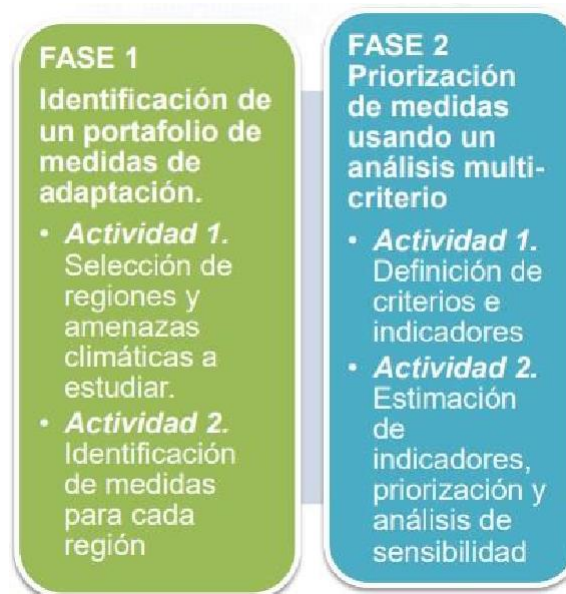 FASE 1
Identificación de
un portafolio de
medidas de
adaptación.
• Actividad 1.
Selección de
regiones y
amenazas
climáticas a
estudiar.
• Actividad 2.
Identificación
de medidas
para cada
región
FASE 2
Priorización
de medidas
usando un
análisis multi-
criterio
• Actividad 1.
Definición de
criterios e
indicadores
• Actividad 2.
Estimación
de
indicadores,
priorización y
análisis de
sensibilidad